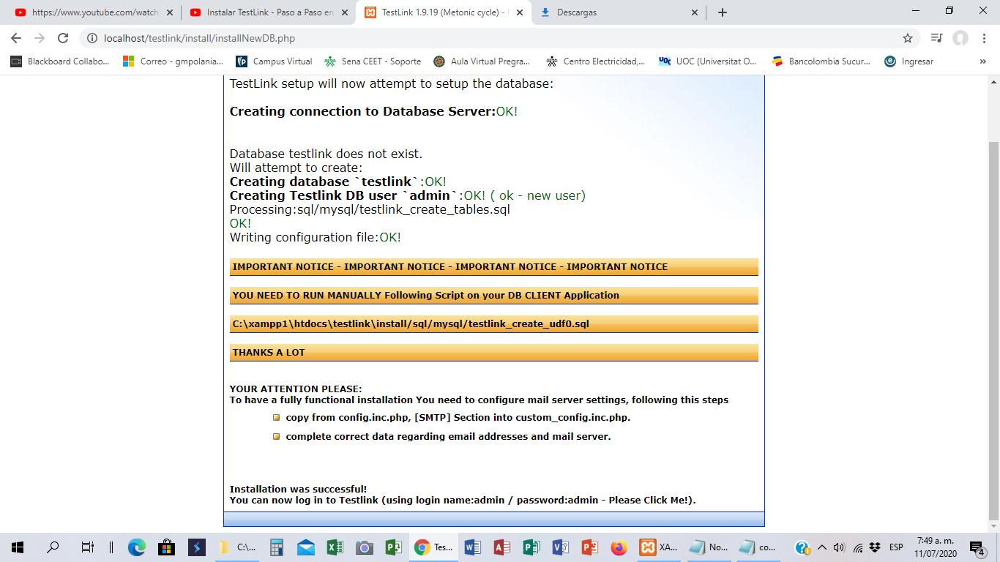 https://www.youtube.com/watch
Instalar TestLink - Paso a Paso en
TestLink 1.9.19 (Metonic cycle) -
Descargas
localhost/testlink/install/installNewDB.php
Blackboard Collabo...
Correo - gmpolania...
Campus Virtual
Sena CEET - Soporte
Aula Virtual Pregra...
Centro Electricidad,...
UOC (Universitat O...
Bancolombia Sucur...
Ingresar
TestLink setup will now attempt to setup the database:
Creating connection to Database Server:OK!
Database testlink does not exist.
Will attempt to create:
Creating database `testlink`:OK!
Creating Testlink DB user `admin`:OK! ( ok - new user)
Processing:sql/mysql/testlink_create_tables.sql
OK!
Writing configuration file:OK!
IMPORTANT NOTICE - IMPORTANT NOTICE - IMPORTANT NOTICE - IMPORTANT NOTICE
YOU NEED TO RUN MANUALLY Following Script on your DB CLIENT Application
C:\xampp1\htdocs\testlink\install/sql/mysql/testlink_create_udf0.sql
THANKS A LOT
YOUR ATTENTION PLEASE:
To have a fully functional installation You need to configure mail server settings, following this steps
copy from config.inc.php, [SMTP] Section into custom_config.inc.php.
complete correct data regarding email addresses and mail server.
Installation was successful!
You can now log in to Testlink (using login name:admin / password:admin - Please Click Me!).
C:\...
Tes...
XA...
No...
co...
ESP
7:49 a. m.
11/07/2020
4